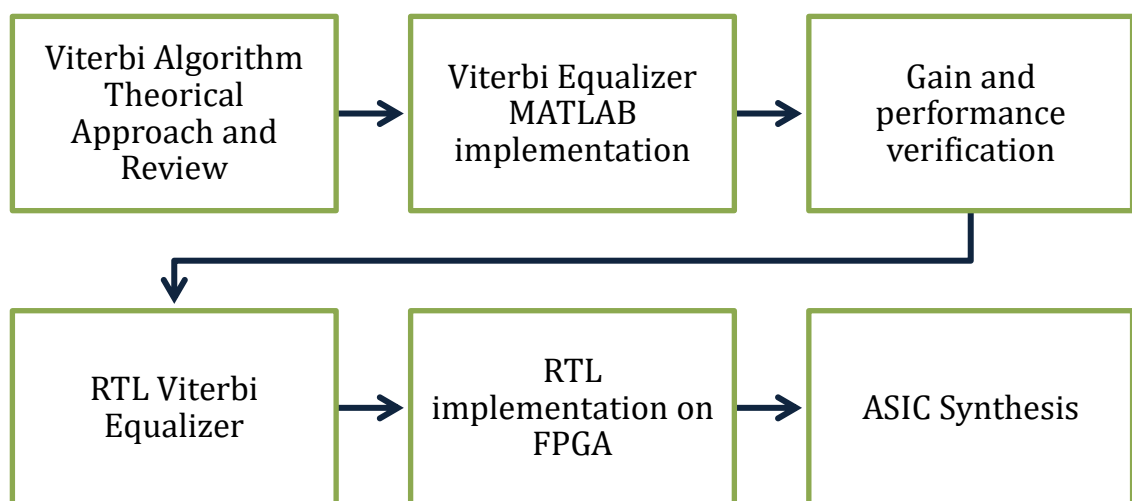 Viterbi Algorithm
Theorical
Approach and
Review
Viterbi Equalizer
MATLAB
implementation
Gain and
performance
verification
RTL Viterbi
Equalizer
RTL
implementation on
FPGA
ASIC Synthesis